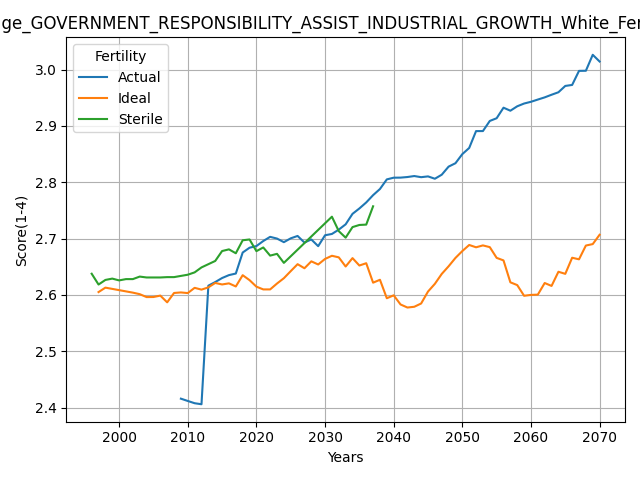 ge_GOVERNMENT_RESPONSIBILITY_ASSIST_INDUSTRIAL_GROWTH_White_Fer
Fertility
Actual
Ideal
Sterile
Score(1-4)
3.0
2.9
2.8
2.7
2.6
2.5
2.4
2000 2010 2020 2030 2040 2050 2060 2070
Years